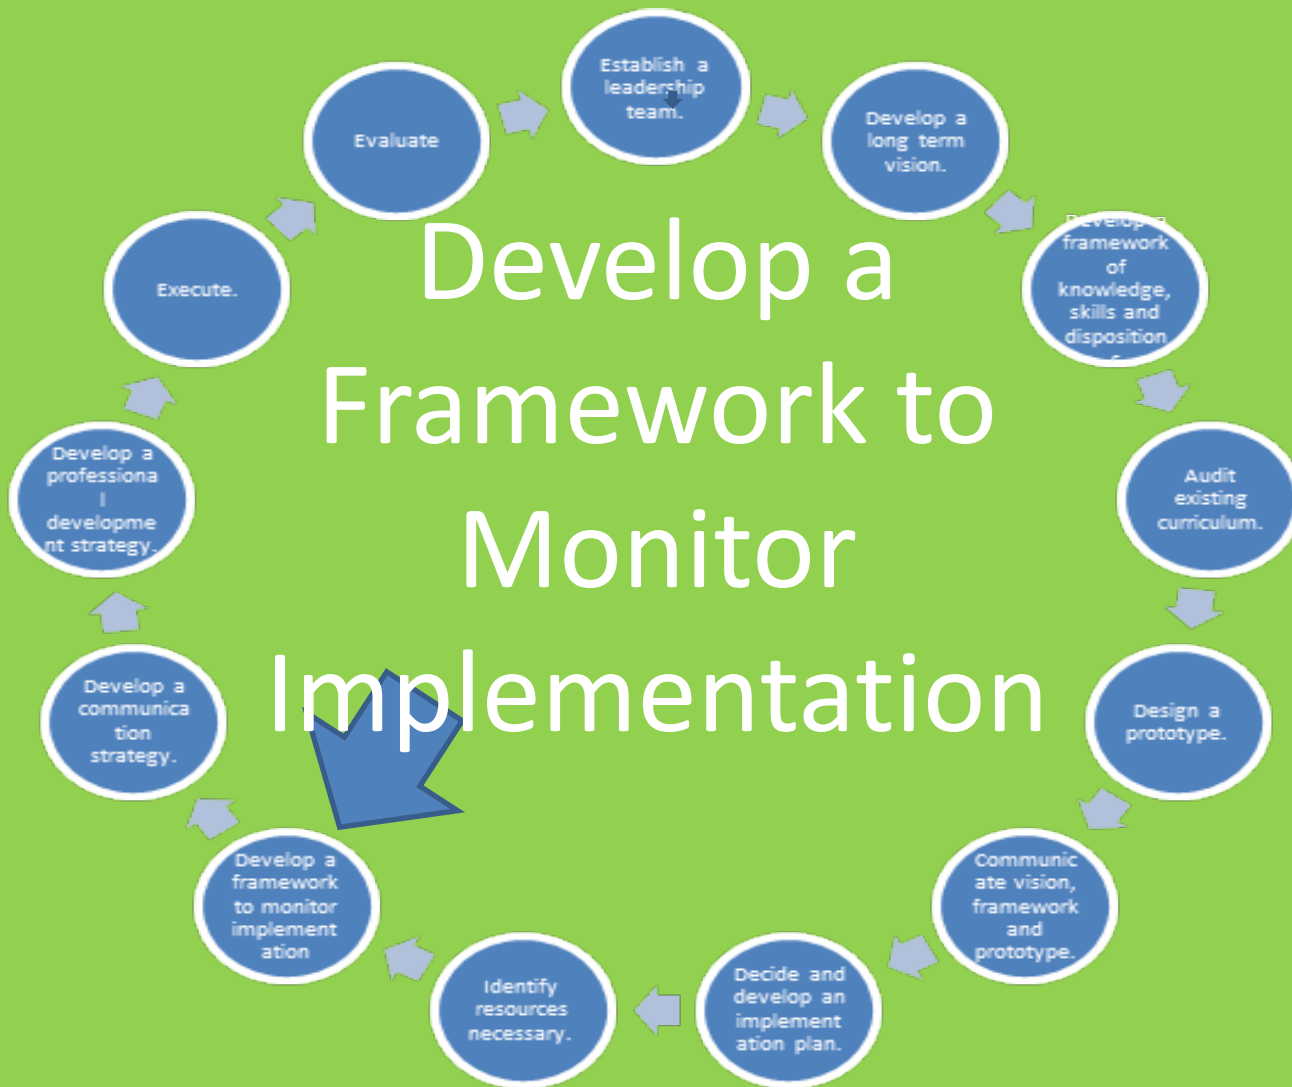 Establish a
leadership
team.
Develop a
long term
vision.
Develop a
framework
of
knowledge,
skills and
disposition
s
Audit
existing
curriculum.
Design a
prototype.
Communic
ate vision,
framework
and
prototype.
Decide and
develop an
implement
ation plan.
Identify
resources
necessary.
Develop a
framework
to monitor
implement
ation
Develop a
communica
tion
strategy.
Develop a
professiona
l
developme
nt strategy.
Execute.
Evaluate
Develop a
Framework to
Monitor
Implementation